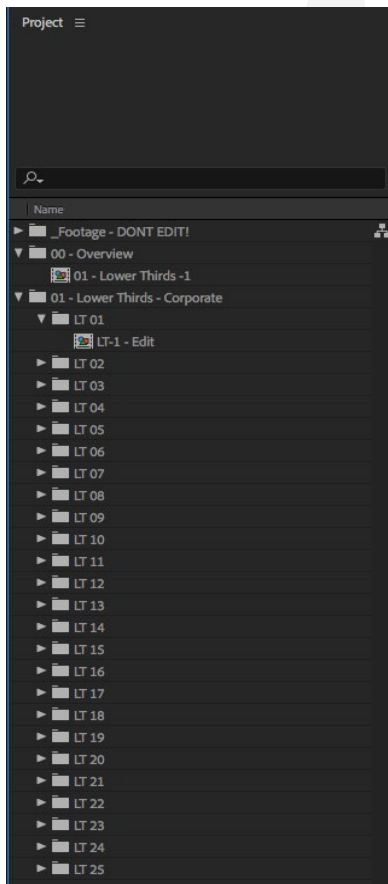 Project
Name
_Footage - DONT EDIT!
00 - Overview
01 - Lower Thirds -1
01 - Lower Thirds - Corporate
LT 01
LT-1 - Edit
LT 02
LT 03
LT 04
LT 05
LT 06
LT 07
LT 08
LT 09
LT 10
LT 11
LT 12
LT 13
LT 14
LT 15
LT 16
LT 17
LT 18
LT 19
LT 20
LT 21
LT 22
LT 23
LT 24
LT 25